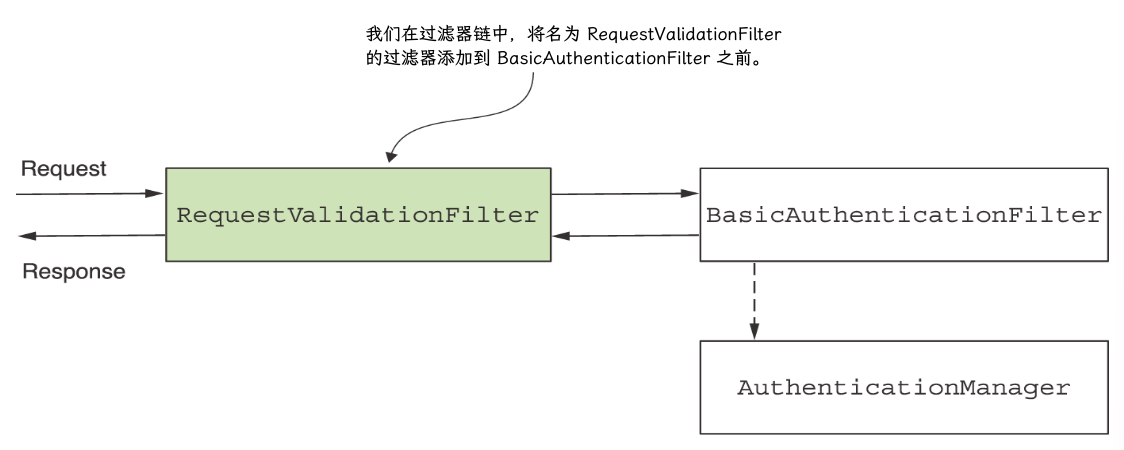 我们在过滤器链中，将名为 RequestValidationFilter
的过滤器添加到 BasicAuthenticationFilter 之前。
Request
RequestValidationFilter
BasicAuthenticationFilter
Response
AuthenticationManager